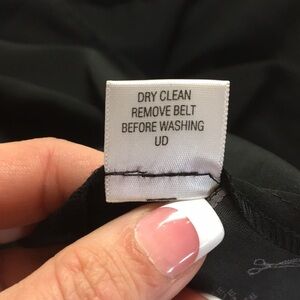 DRY CLEAN
REMOVE BELT
BEFORE WASHING
UD